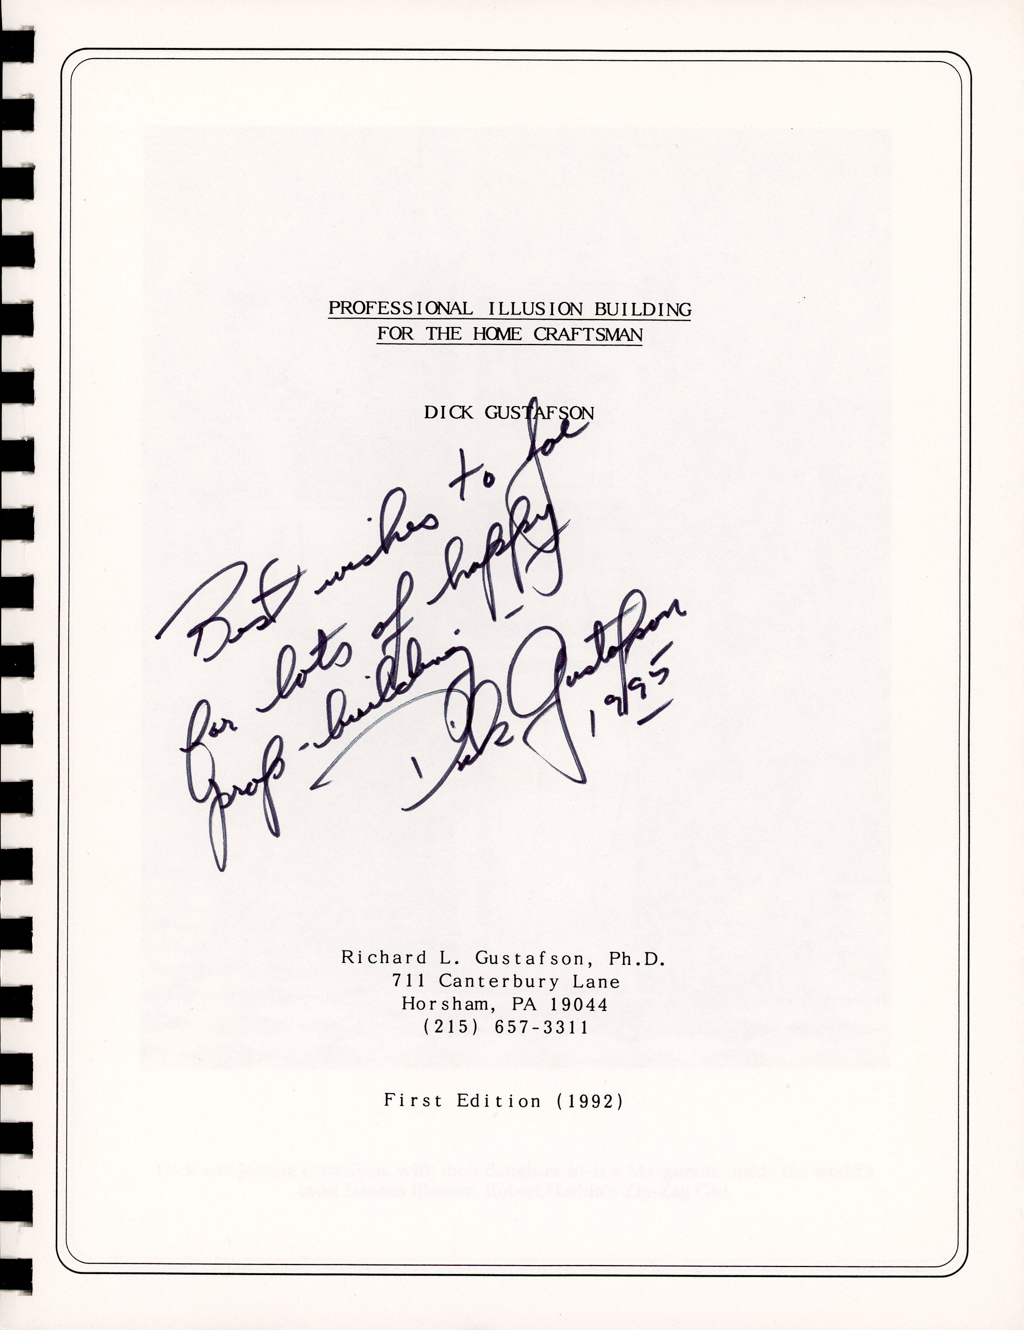 PROFESSIONAL ILLUSION BUILDING
FOR THE HOME CRAFTSMAN
DICK GUSTAFSON
Best wishes to Joe
for lots of happy
prop-building -
Dick Gustafson
1995
Richard L. Gustafson, Ph.D.
711 Canterbury Lane
Horsham, PA 19044
(215) 657-3311
First Edition (1992)